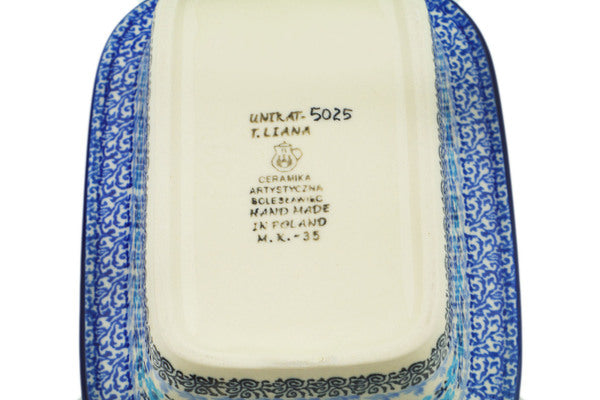 UNIKAT-5025
T. LIANA
CERAMIKA
ARTYSTYCZNA
BOLESŁAWIEC
HAND MADE
IN POLAND
M. K. -35